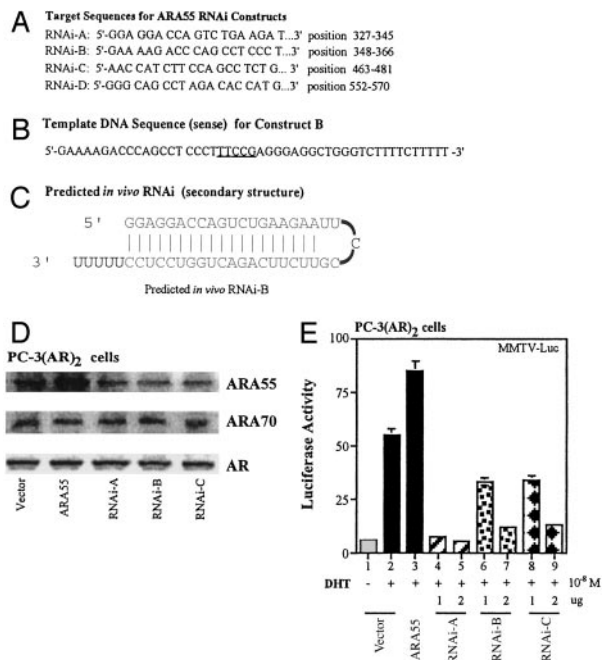 A Target Sequences for ARA55 RNAi Constructs
RNAi-A: 5'-GGA GGA CCA GTC TGA AGA T...3' position 327-345
RNAi-B: 5'-GAA AAG ACC CAG CCT CCC T...3' position 348-366
RNAi-C: 5'-AAC CAT CTT CCA GCC TCT G...3' position 463-481
RNAi-D: 5'-GGG CAG CCT AGA CAC CAT G...3' position 552-570
B Template DNA Sequence (sense) for Construct B
5'-GAAAAGACCCAGCCT CCCTTTCCGAGGGAGGCTGGGTCTTTTCTTTTT -3'
C Predicted in vivo RNAi (secondary structure)
5' GGAGGACCAGUCUGAAGAAUU
C
3' UUUUUCCUCCUGGUCAGACUUCUUGC
Predicted in vivo RNAi-B
D
PC-3(AR)2 cells
ARA55
ARA70
AR
Vector
ARA55
RNAi-A
RNAi-B
RNAi-C
E PC-3(AR)2 cells
MMTV-Luc
Luciferase Activity
100
75
50
25
0
1 2 3 4 5 6 7 8 9
DHT - + + + + + + + + 10-8 M
1 2 1 2 1 2 ug
Vector
ARA55
RNAi-A
RNAi-B
RNAi-C